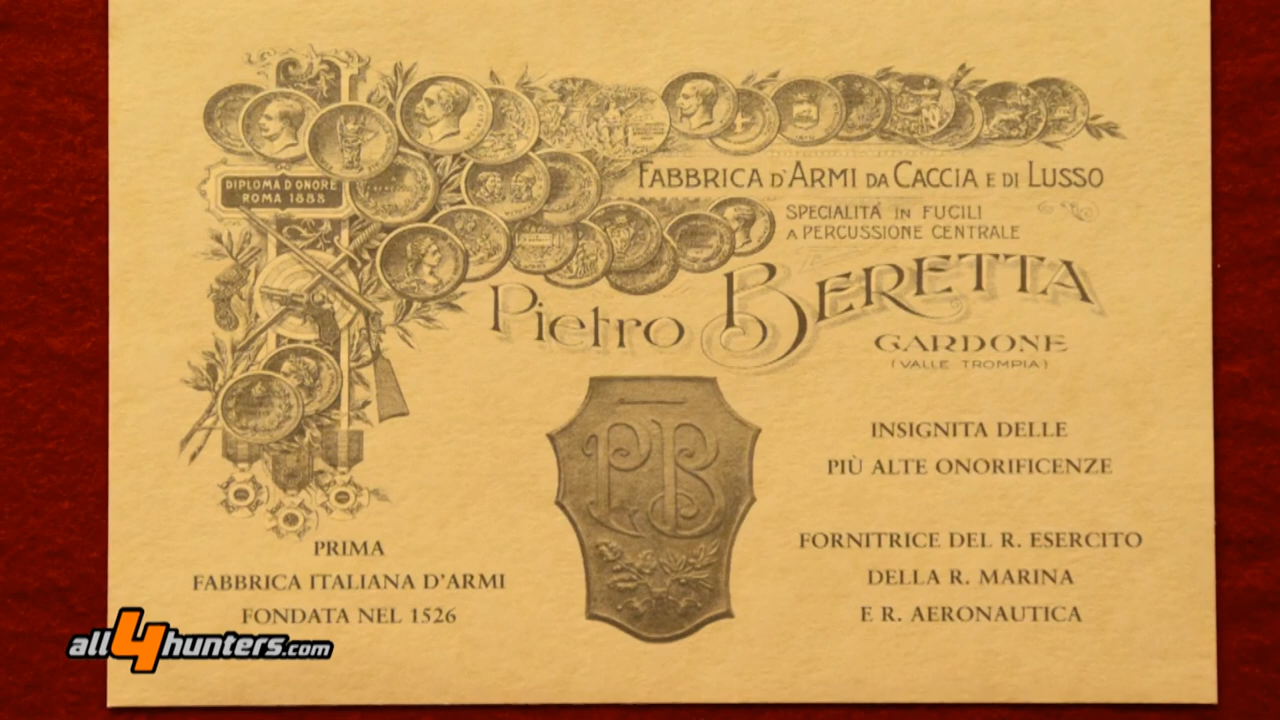 DIPLOMA D'ONORE
ROMA 1888
FABBRICA D'ARMI DA CACCIA E DI LUSSO
SPECIALITÁ IN FUCILI
A PERCUSSIONE CENTRALE
Pietro BERETTA
GARDONE
(VALLE TROMPIA)
PB
INSIGNITA DELLE
PIÙ ALTE ONORIFICENZE
PRIMA
FABBRICA ITALIANA D'ARMI
FONDATA NEL 1526
FORNITRICE DEL R. ESERCITO
DELLA R. MARINA
E R. AERONAUTICA
all4hunters.com